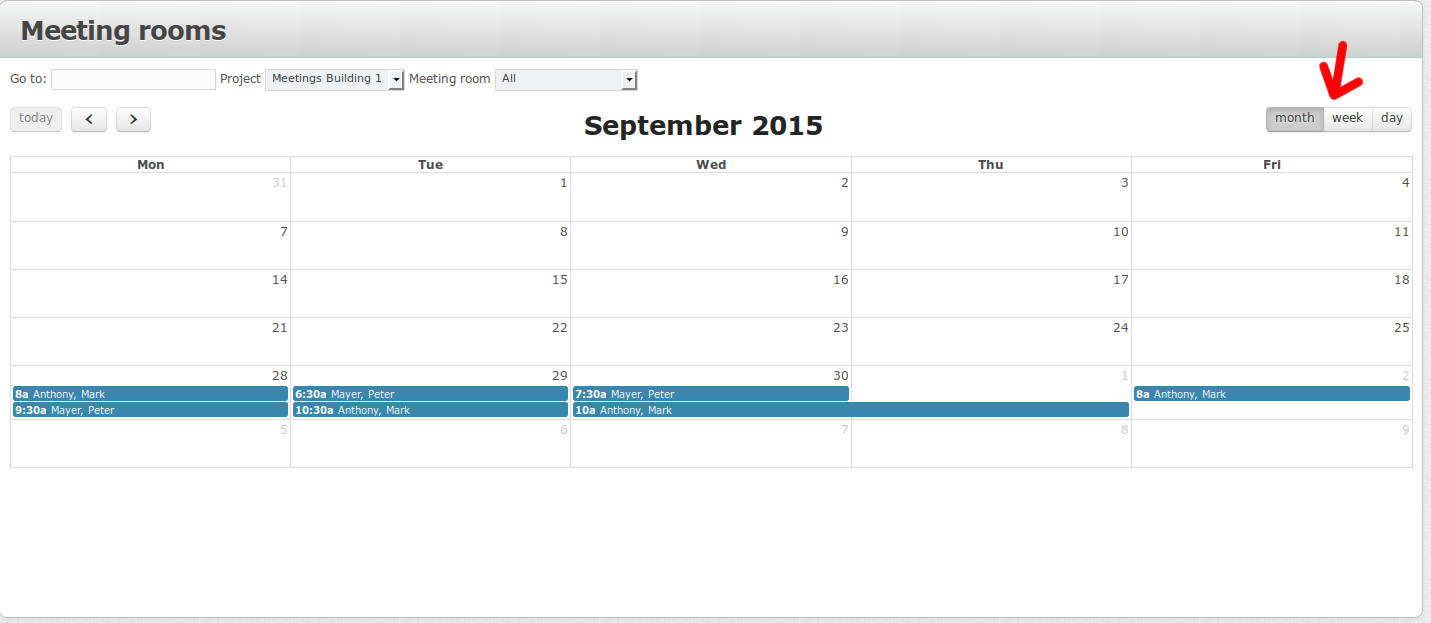 Meeting rooms
Go to: Project Meetings Building 1 Meeting room All
today < > September 2015 month week day
Mon Tue Wed Thu Fri
31 1 2 3 4
7 8 9 10 11
14 15 16 17 18
21 22 23 24 25
28 29 30 1 2
8a Anthony, Mark 6:30a Mayer, Peter 7:30a Mayer, Peter 8a Anthony, Mark
9:30a Mayer, Peter 10:30a Anthony, Mark 10a Anthony, Mark
5 6 7 8 9